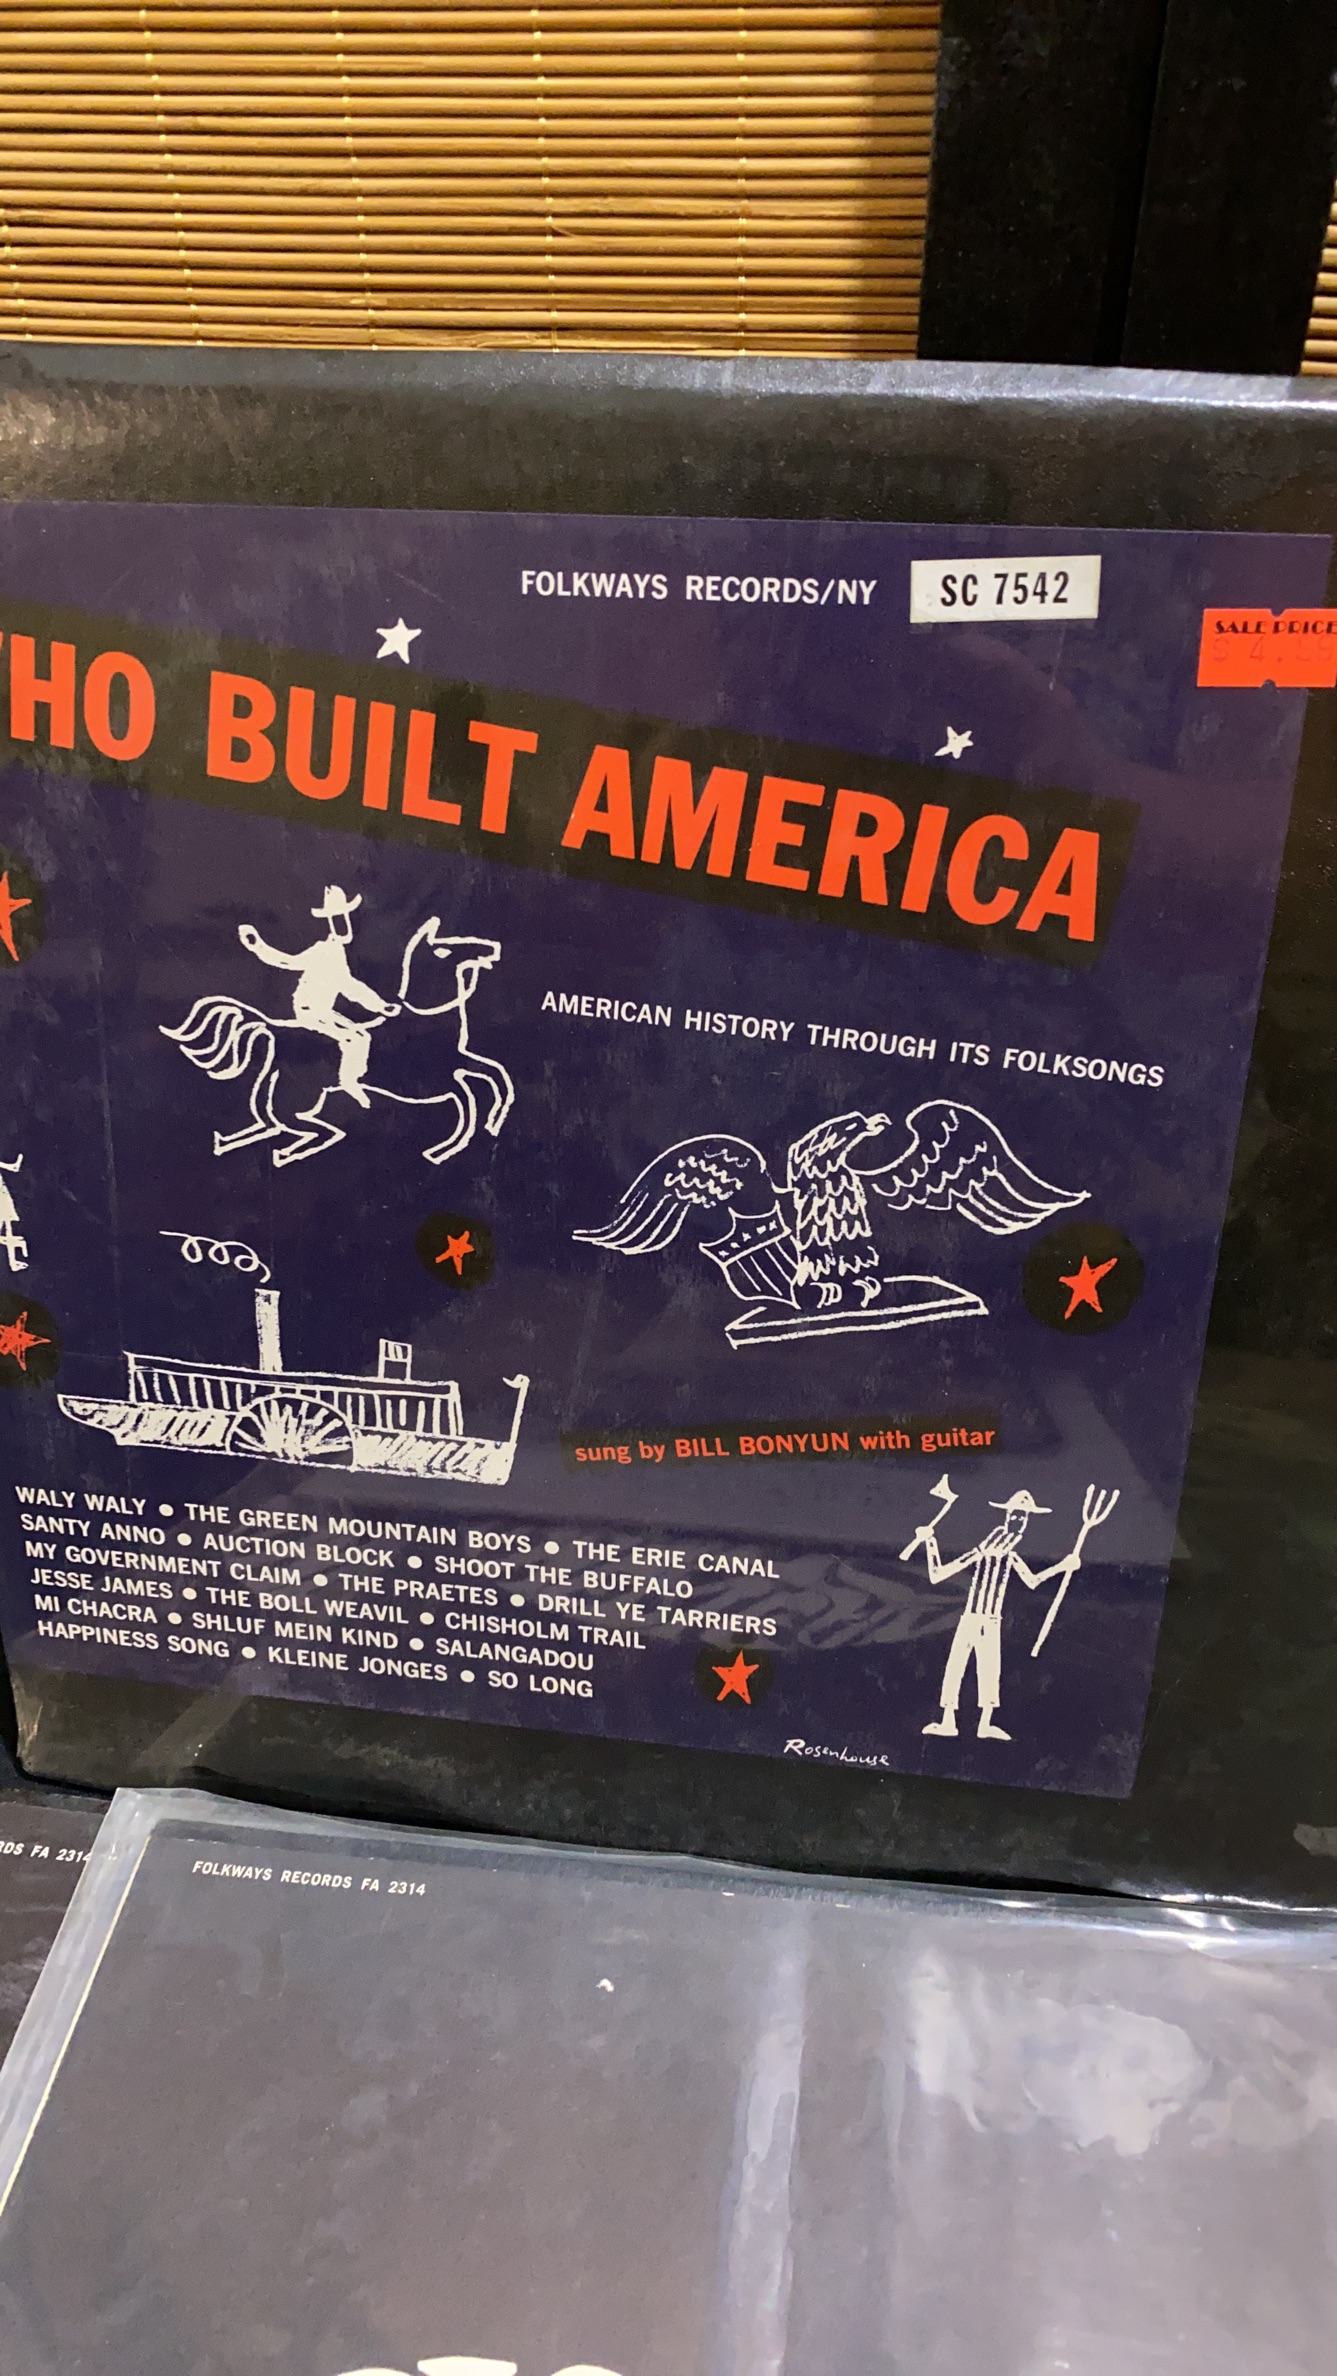 FOLKWAYS RECORDS/NY
SC 7542
SALE PRICE
HO BUILT AMERICA
AMERICAN HISTORY THROUGH ITS FOLKSONGS
sung by BILL BONYUN with guitar
WALY WALY ● THE GREEN MOUNTAIN BOYS ● THE ERIE CANAL
SANTY ANNO ● AUCTION BLOCK ● SHOOT THE BUFFALO
MY GOVERNMENT CLAIM ● THE PRAETES ● DRILL YE TARRIERS
JESSE JAMES ● THE BOLL WEAVIL ● CHISHOLM TRAIL
MI CHACRA ● SHLUF MEIN KIND ● SALANGADOU
HAPPINESS SONG ● KLEINE JONGES ● SO LONG
Rosenhouse
RDS FA 2314
FOLKWAYS RECORDS FA 2314